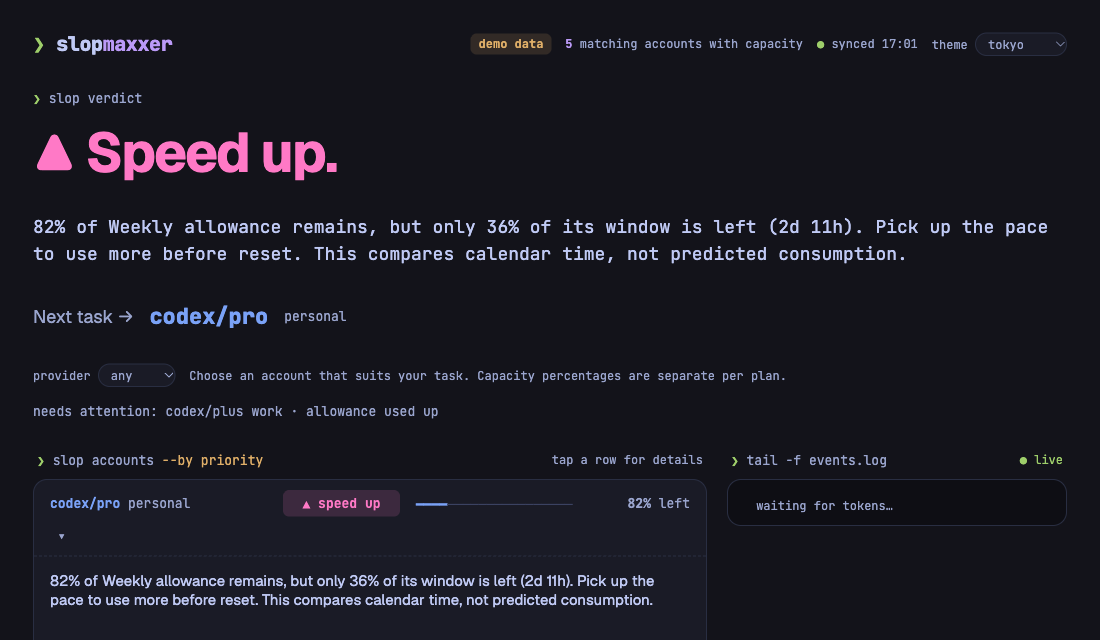 ❯ slopmaxxer
demo data 5 matching accounts with capacity ● synced 17:01 theme tokyo
❯ slop verdict
▲ Speed up.
82% of Weekly allowance remains, but only 36% of its window is left (2d 11h). Pick up the pace
to use more before reset. This compares calendar time, not predicted consumption.
Next task → codex/pro personal
provider any Choose an account that suits your task. Capacity percentages are separate per plan.
needs attention: codex/plus work · allowance used up
❯ slop accounts --by priority tap a row for details
codex/pro personal ▲ speed up 82% left
▾
82% of Weekly allowance remains, but only 36% of its window is left (2d 11h). Pick up the
pace to use more before reset. This compares calendar time, not predicted consumption.
❯ tail -f events.log ● live
waiting for tokens…